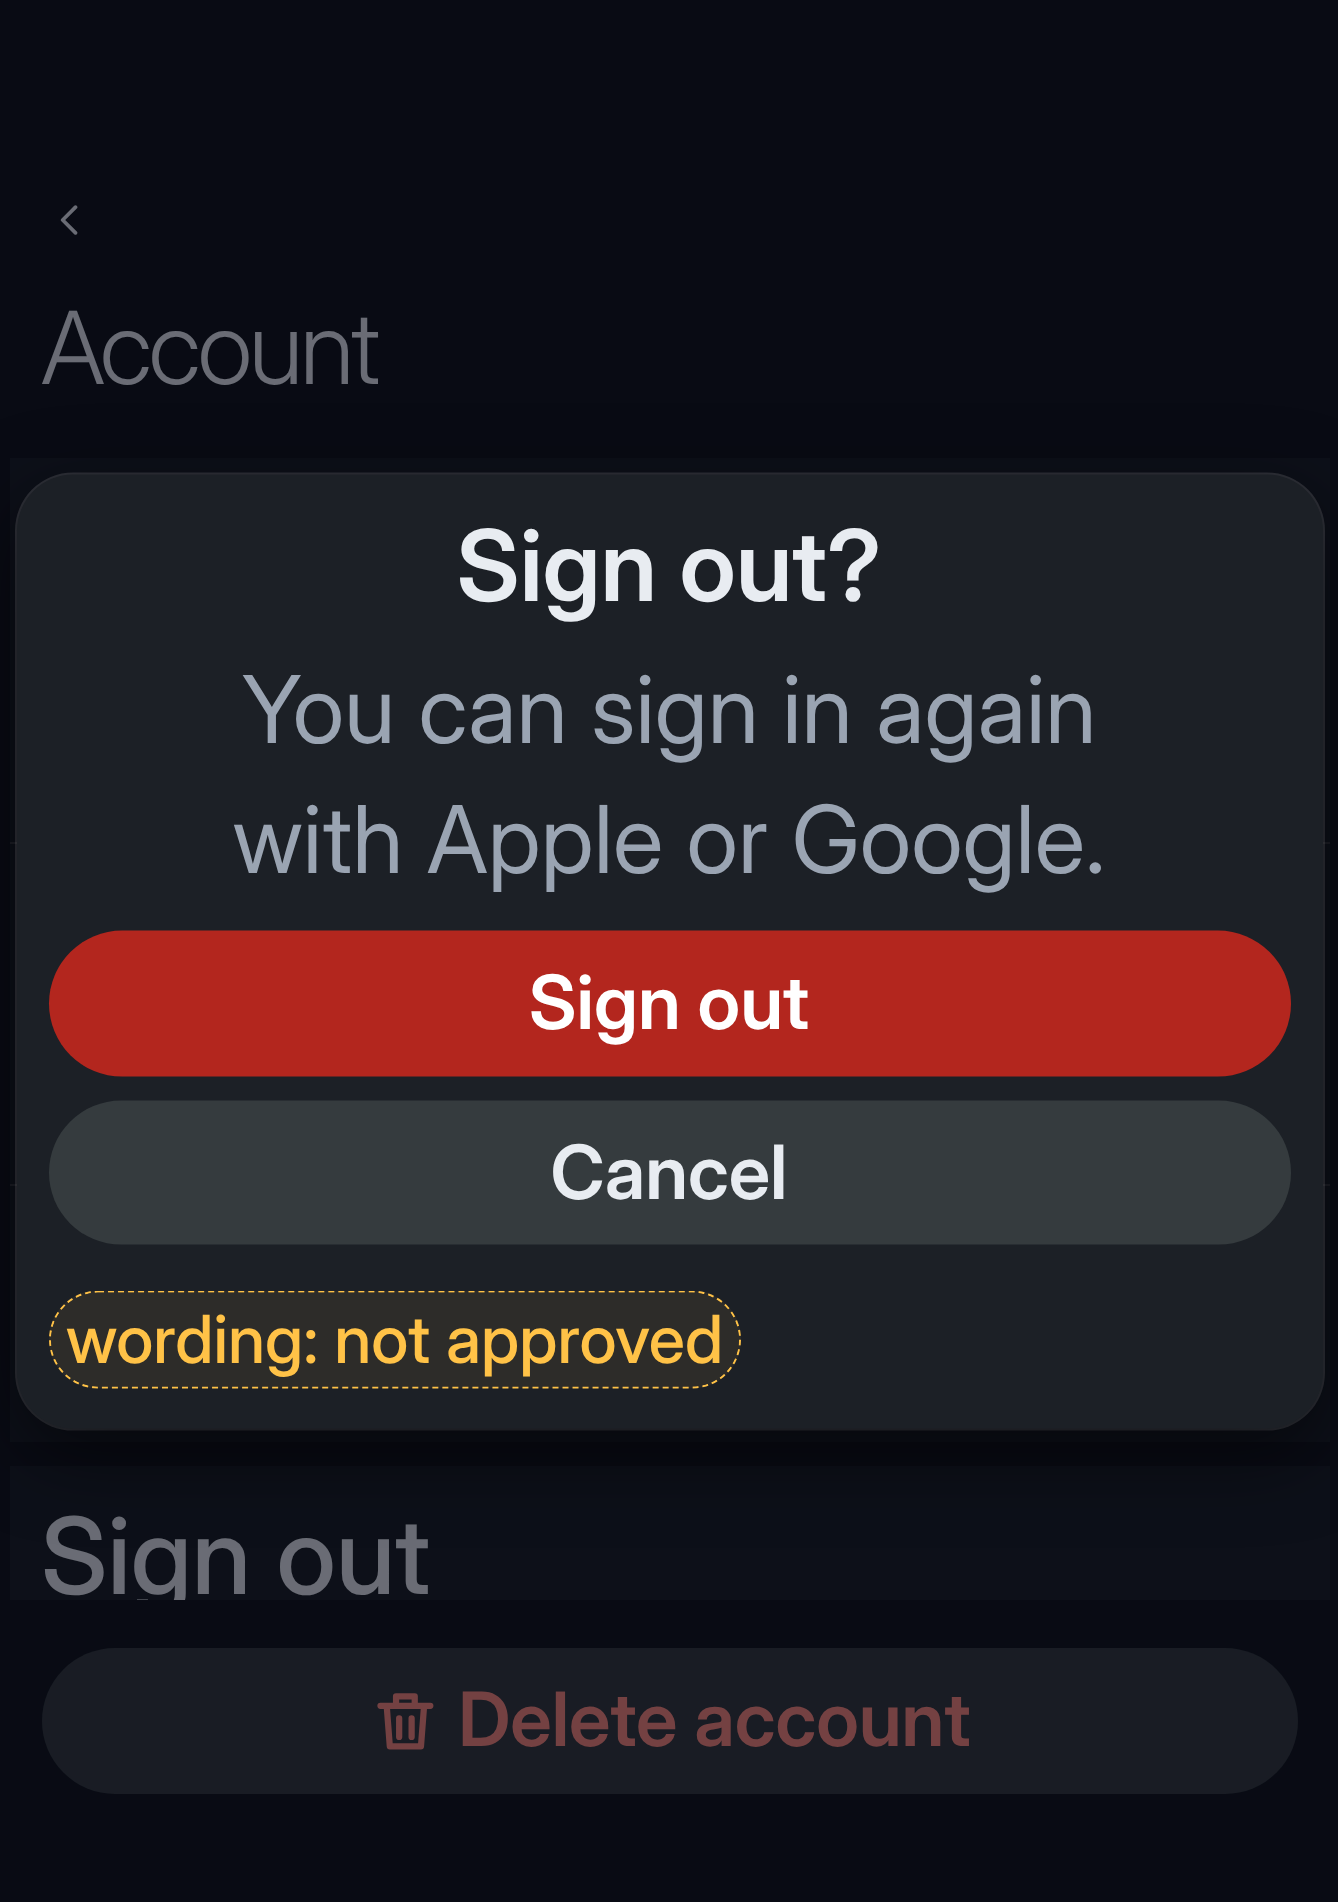 Account
Sign out?
You can sign in again
with Apple or Google.
Sign out
Cancel
wording: not approved
Sign out
Delete account